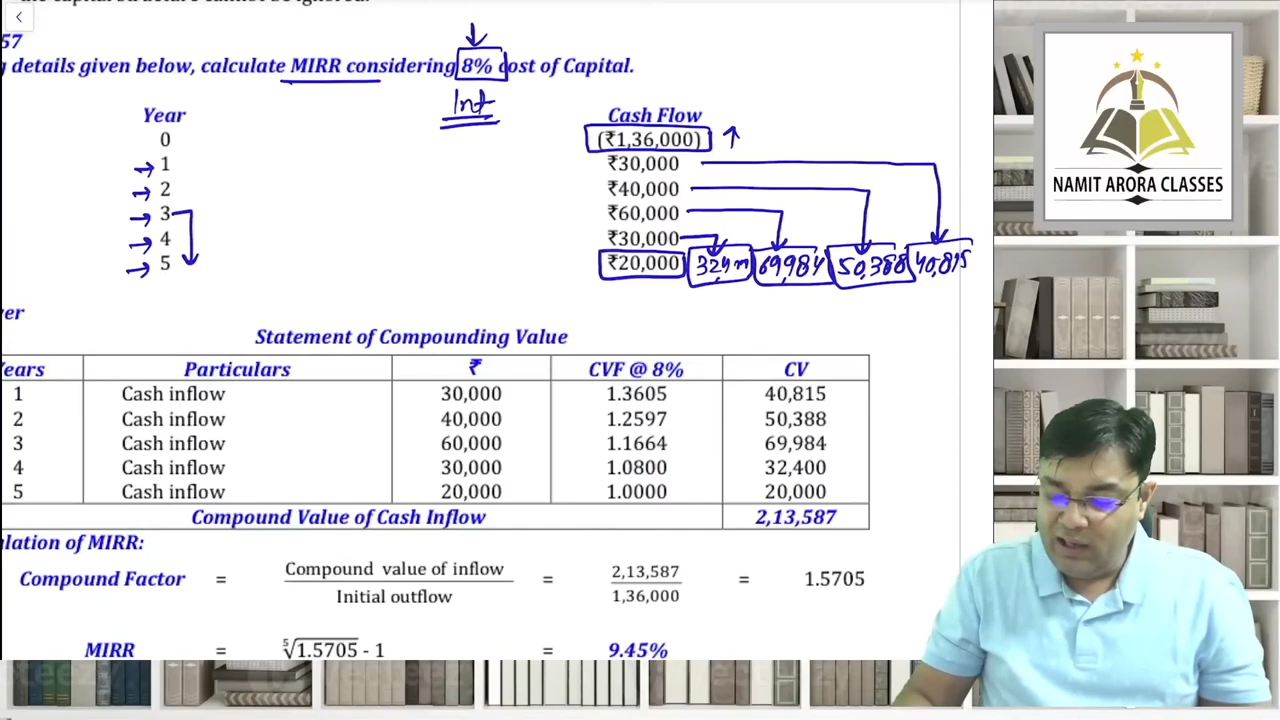 the capital structure cannot be ignored.
57
g details given below, calculate MIRR considering 8% cost of Capital.
Int
Year Cash Flow
0 (₹1,36,000)
1 ₹30,000
2 ₹40,000
3 ₹60,000
4 ₹30,000
5 ₹20,000 69,984 50,388 40,815
er
Statement of Compounding Value
Years Particulars ₹ CVF @ 8% CV
1 Cash inflow 30,000 1.3605 40,815
2 Cash inflow 40,000 1.2597 50,388
3 Cash inflow 60,000 1.1664 69,984
4 Cash inflow 30,000 1.0800 32,400
5 Cash inflow 20,000 1.0000 20,000
Compound Value of Cash Inflow 2,13,587
lation of MIRR:
Compound Factor = Compound value of inflow = 2,13,587 = 1.5705
Initial outflow 1,36,000
MIRR = ⁵√1.5705 - 1 = 9.45%
NAMIT ARORA CLASSES